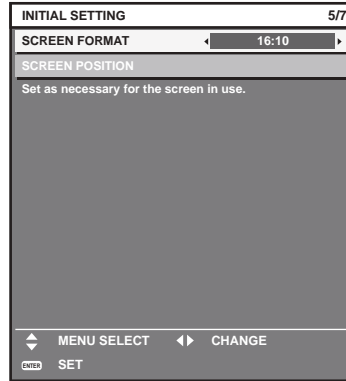 INITIAL SETTING 5/7
SCREEN FORMAT 16:10
SCREEN POSITION
Set as necessary for the screen in use.
MENU SELECT CHANGE
ENTER SET